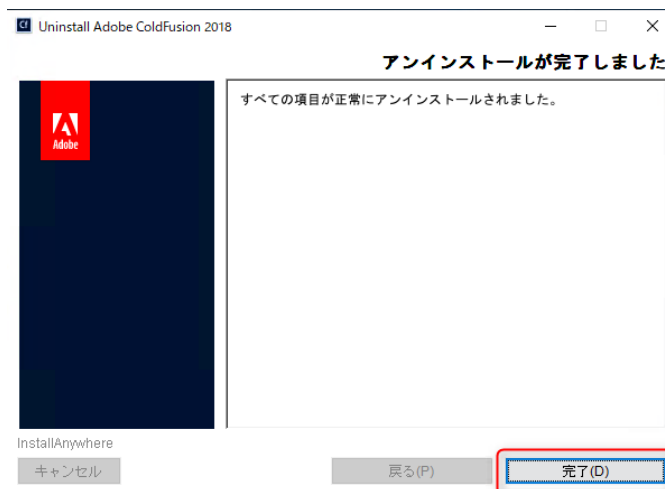 Uninstall Adobe ColdFusion 2018
アンインストールが完了しました
Adobe
すべての項目が正常にアンインストールされました。
InstallAnywhere
キャンセル
戻る(P)
完了(D)